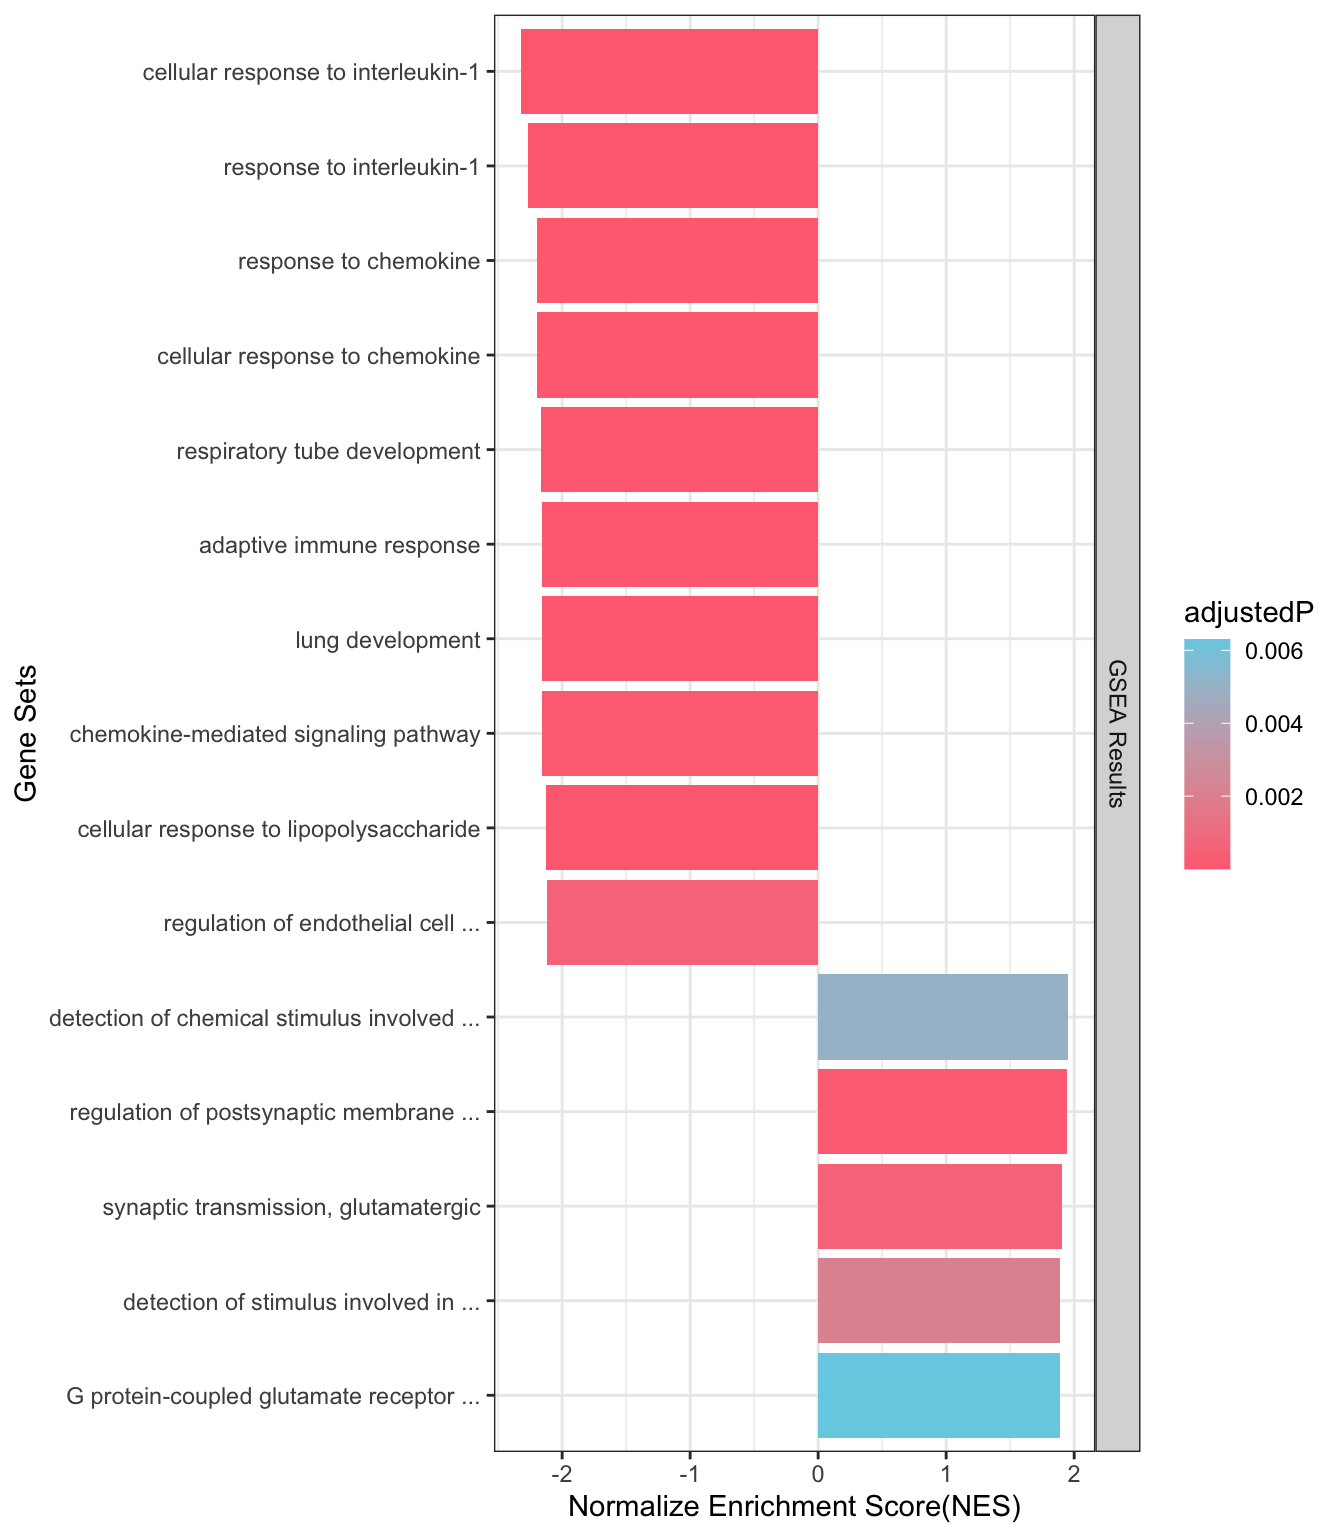 cellular response to interleukin-1
response to interleukin-1
response to chemokine
cellular response to chemokine
respiratory tube development
adaptive immune response
lung development
chemokine-mediated signaling pathway
cellular response to lipopolysaccharide
regulation of endothelial cell ...
detection of chemical stimulus involved ...
regulation of postsynaptic membrane ...
synaptic transmission, glutamatergic
detection of stimulus involved in ...
G protein-coupled glutamate receptor ...
Gene Sets
-2 -1 0 1 2
Normalize Enrichment Score(NES)
GSEA Results
adjustedP
0.006
0.004
0.002